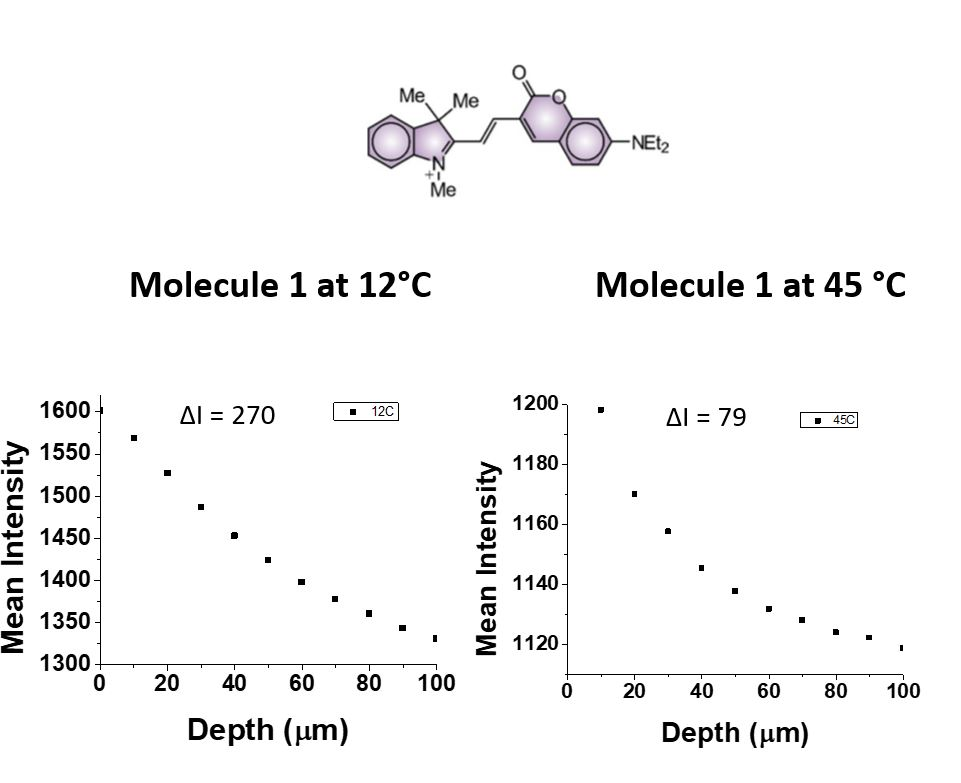 O
Me
Me
O
N
+
Me
NEt₂
Molecule 1 at 12°C
Molecule 1 at 45 °C
ΔI = 270
12C
1600
1550
1500
1450
1400
1350
1300
Mean Intensity
0 20 40 60 80 100
Depth (μm)
ΔI = 79
45C
1200
1180
1160
1140
1120
Mean Intensity
0 20 40 60 80 100
Depth (μm)